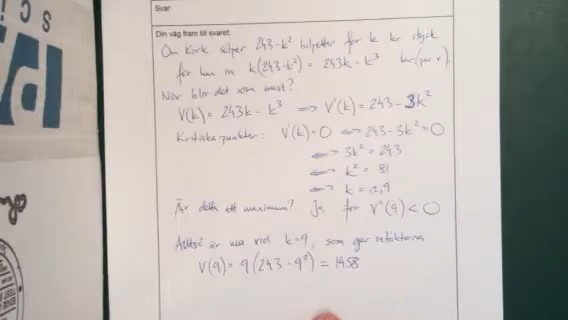 Svar:
Din väg fram till svaret:
Om Kirk säljer 243-k² biljetter för k kr styck
får han in k(243-k²) = 243k - k³ kr (per v).
När blir det som mest?
V(k) = 243k - k³ ⇒ V'(k) = 243 - 3k²
Kritiska punkter: V'(k)=0 ⇔ 243-3k²=0
⇔ 3k² = 243
⇔ k² = 81
⇔ k = 9
Är detta ett maximum? Ja, för V''(9) < 0
Alltså är max vid k=9, som ger intäkterna
V(9) = 9(243 - 9²) = 1458